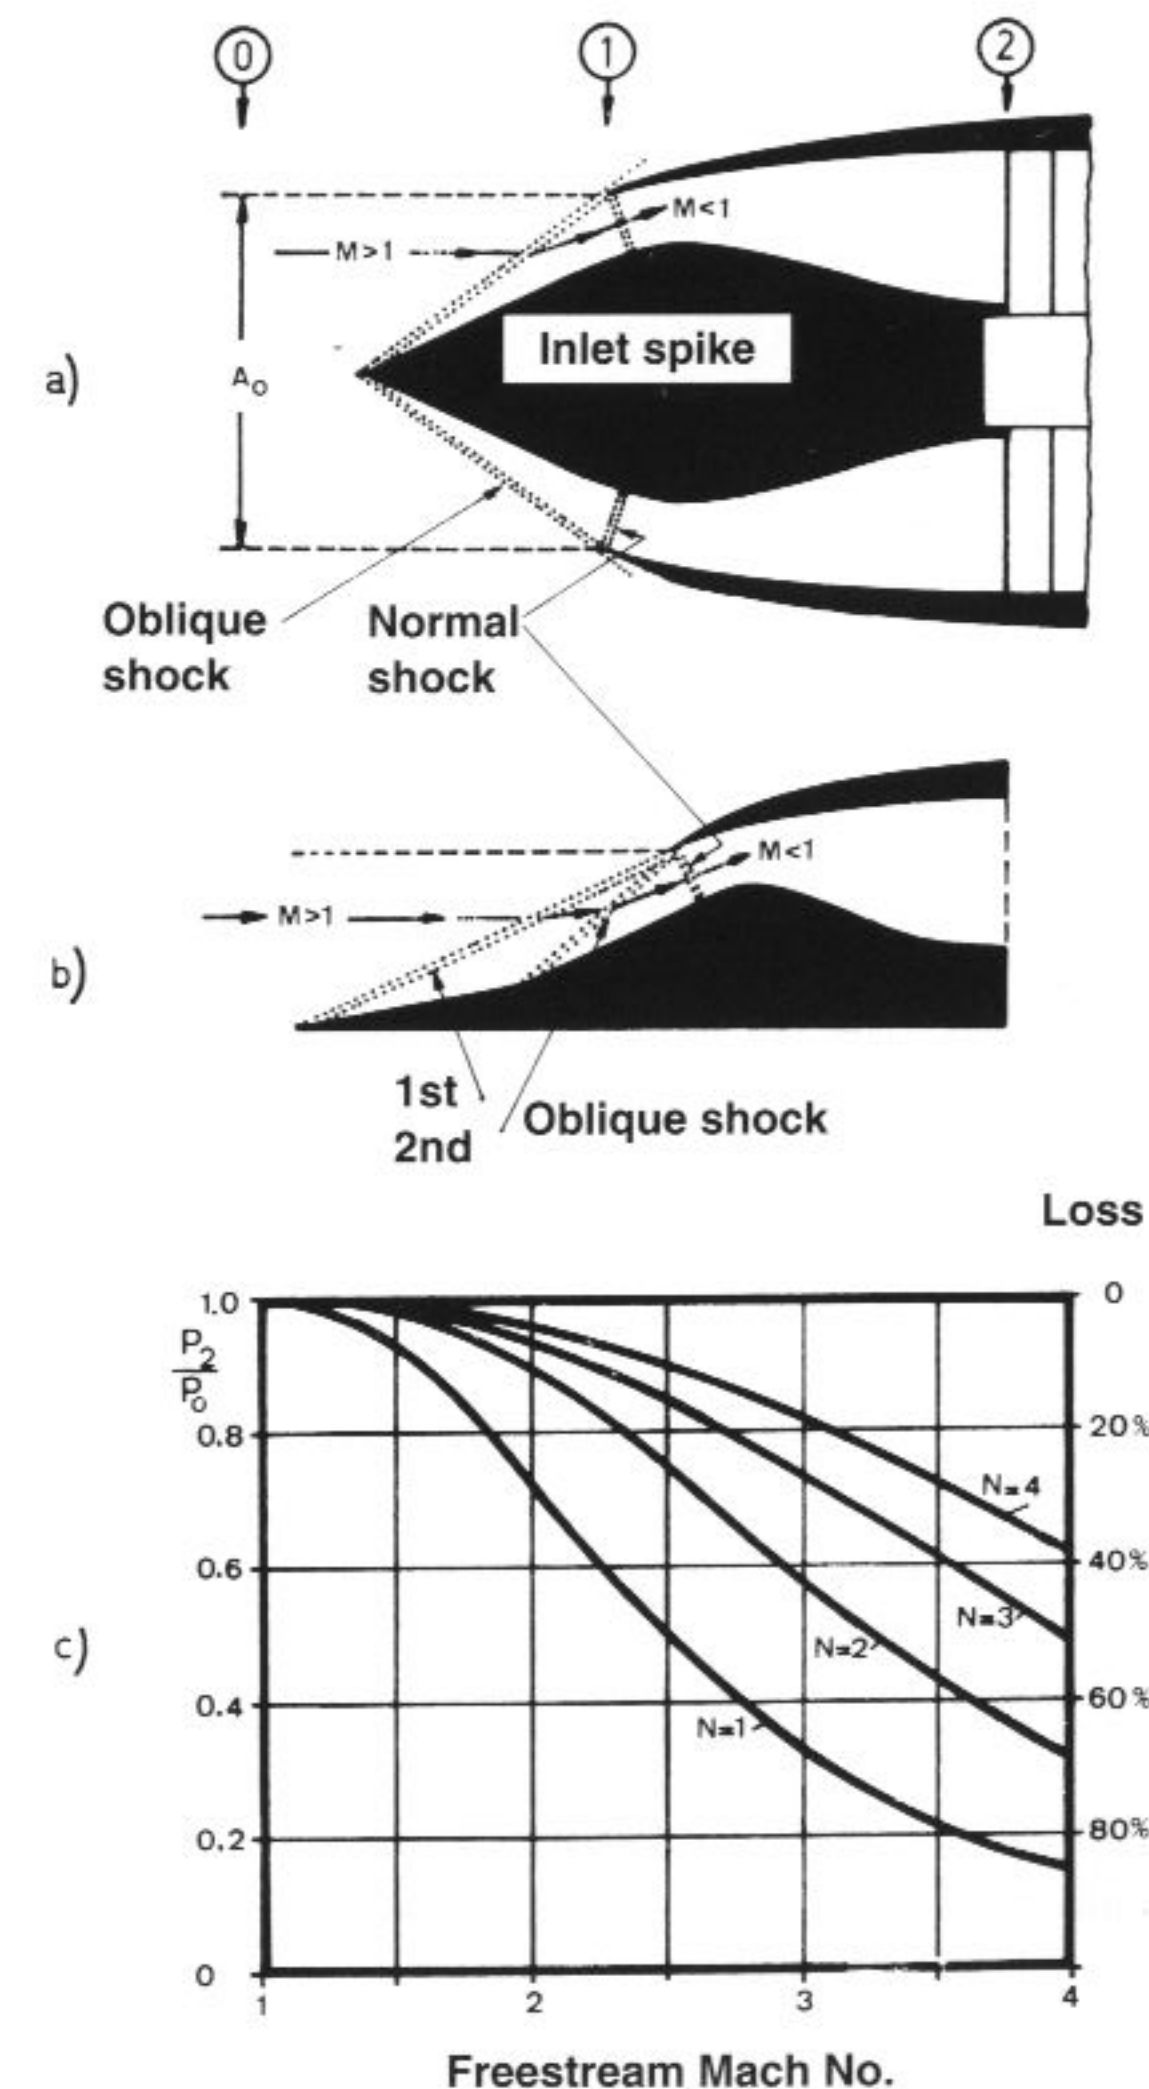 0 1 2
M<1
M>1
Inlet spike
a)
A₀
Oblique shock
Normal shock
M<1
M>1
b)
1st
2nd
Oblique shock
Loss
1.0
0
P₂
P₀
0.8
20%
N=4
0.6
40%
N=3
c)
N=2
0.4
60%
N=1
0.2
80%
0
1 2 3 4
Freestream Mach No.